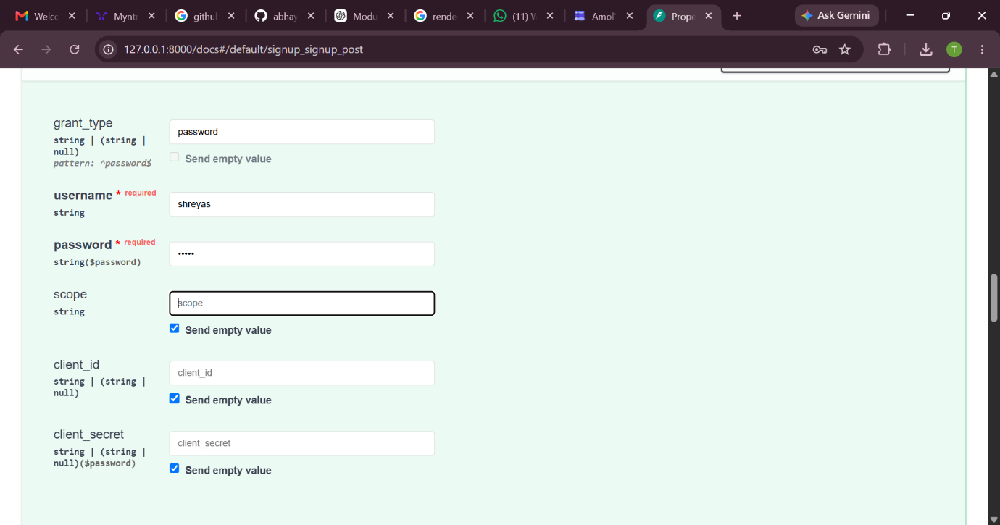 Welco
Myntr
githul
abhay
Modu
rende
(11) W
Amol'
Prope
Ask Gemini
127.0.0.1:8000/docs#/default/signup_signup_post
T
grant_type
string | (string |
null)
pattern: ^password$
password
Send empty value
username * required
string
shreyas
password * required
string($password)
•••••
scope
string
scope
Send empty value
client_id
string | (string |
null)
client_id
Send empty value
client_secret
string | (string |
null)($password)
client_secret
Send empty value